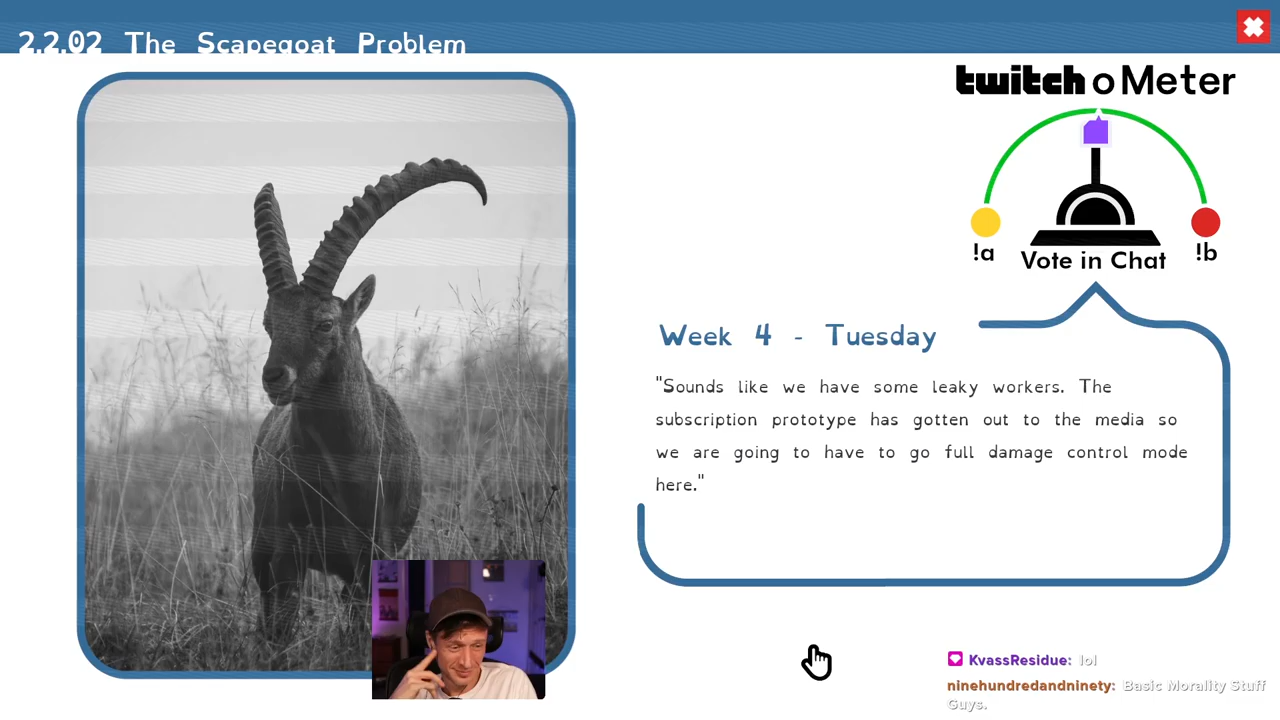 2.2.02 The Scapegoat Problem
twitch o Meter
!a
!b
Vote in Chat
Week 4 - Tuesday
"Sounds like we have some leaky workers. The
subscription prototype has gotten out to the media so
we are going to have to go full damage control mode
here."
KvassResidue: lol
ninehundredandninety: Basic Morality Stuff
Guys.